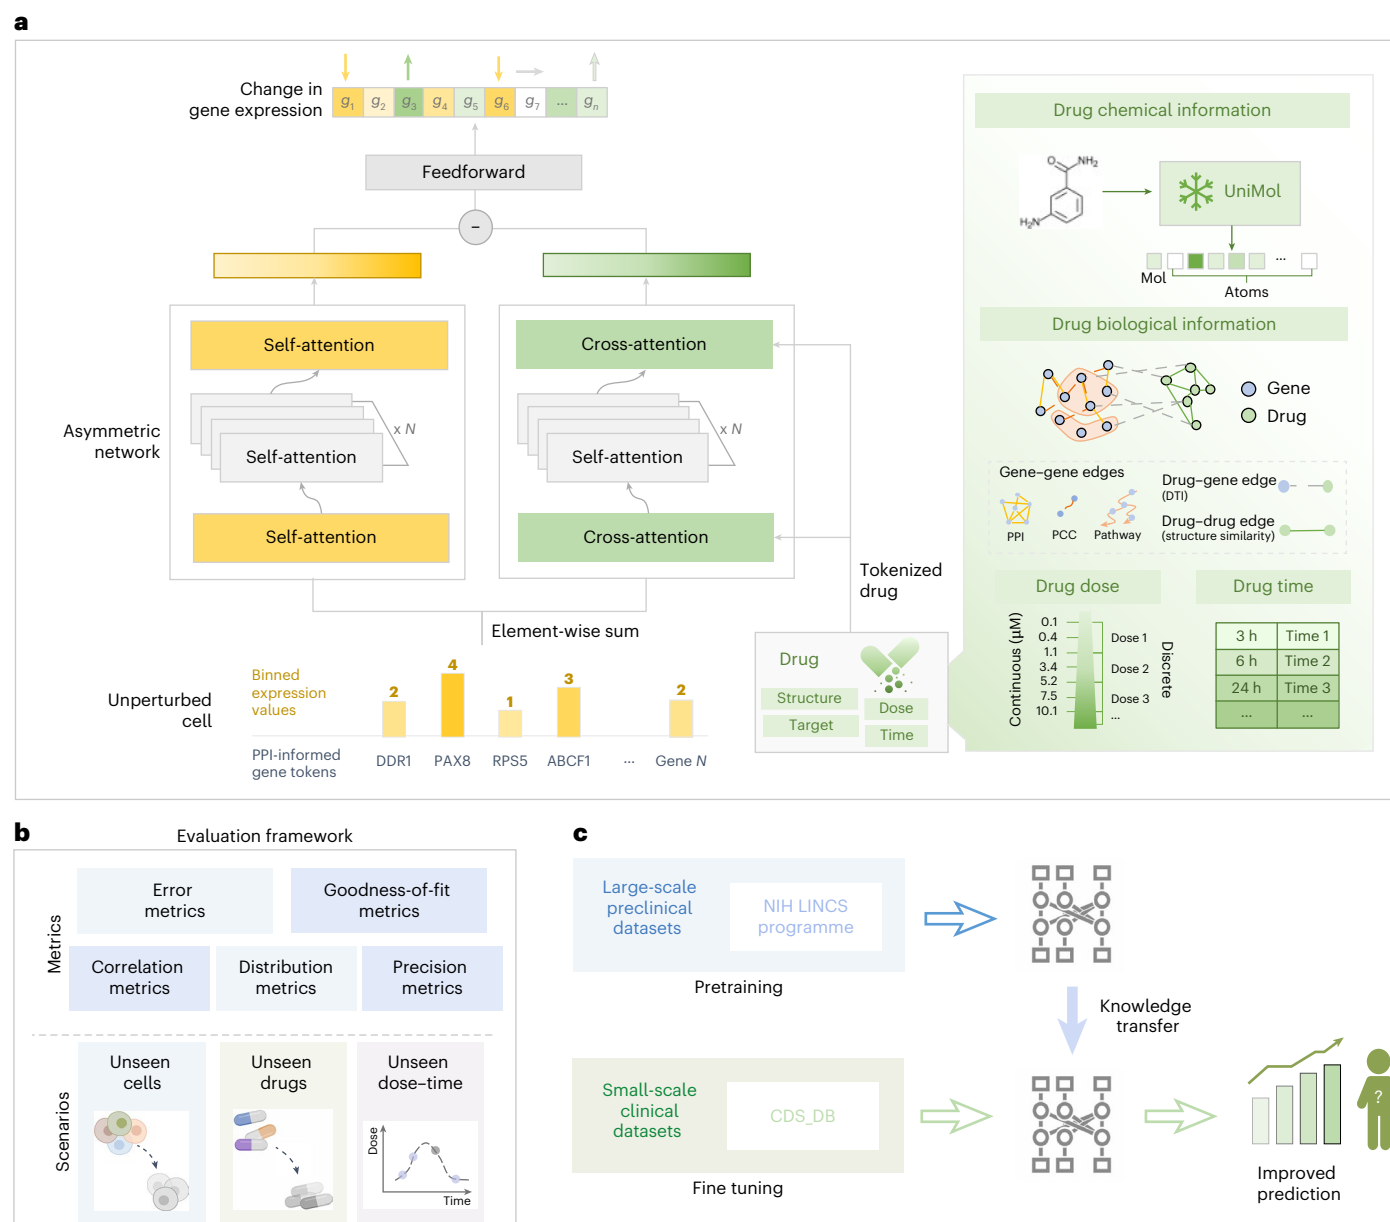 a
Change in
gene expression
g1 g2 g3 g4 g5 g6 g7 ... gn
Feedforward
–
Self-attention
Cross-attention
x N
x N
Self-attention
Self-attention
Asymmetric
network
Self-attention
Cross-attention
Element-wise sum
Tokenized
drug
Unperturbed
cell
Binned
expression
values
2
4
1
3
2
PPI-informed
gene tokens
DDR1 PAX8 RPS5 ABCF1 ... Gene N
Drug
Structure
Target
Dose
Time
Drug chemical information
O
NH2
H2N
UniMol
...
Mol
Atoms
Drug biological information
Gene
Drug
Gene–gene edges
PPI
PCC
Pathway
Drug–gene edge
(DTI)
Drug–drug edge
(structure similarity)
Drug dose
Continuous (μM)
0.1
0.4
1.1
3.4
5.2
7.5
10.1
Dose 1
Dose 2
Dose 3
...
Discrete
Drug time
3 h Time 1
6 h Time 2
24 h Time 3
... ...
b
Evaluation framework
Metrics
Error
metrics
Goodness-of-fit
metrics
Correlation
metrics
Distribution
metrics
Precision
metrics
Scenarios
Unseen
cells
Unseen
drugs
Unseen
dose–time
Dose
Time
c
Large-scale
preclinical
datasets
NIH LINCS
programme
Pretraining
Knowledge
transfer
Small-scale
clinical
datasets
CDS_DB
Fine tuning
?
Improved
prediction